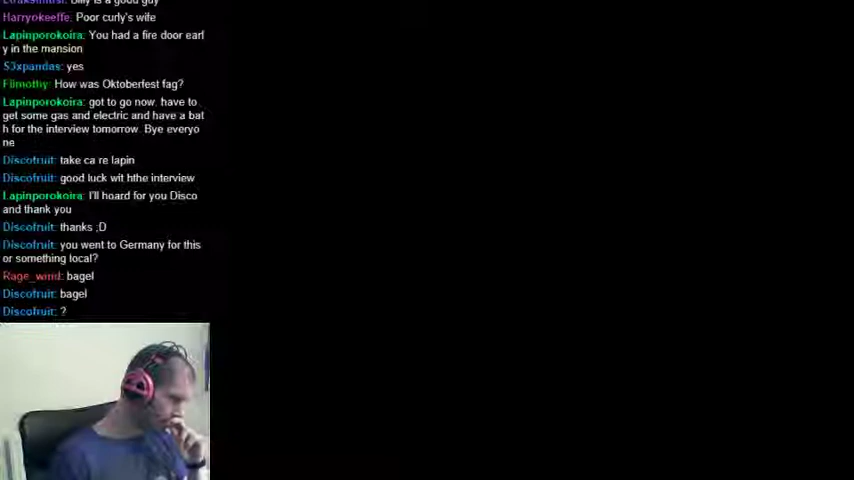 Billy is a good guy
Harryokeeffe: Poor curly's wife
Lapinporokoira: You had a fire door earl
y in the mansion
S3xpandas: yes
Filmothy: How was Oktoberfest fag?
Lapinporokoira: got to go now, have to
get some gas and electric and have a bat
h for the interview tomorrow. Bye everyo
ne
Discofruit: take ca re lapin
Discofruit: good luck wit hthe interview
Lapinporokoira: I'll hoard for you Disco
and thank you
Discofruit: thanks ;D
Discofruit: you went to Germany for this
or something local?
Rage_wind: bagel
Discofruit: bagel
Discofruit: ?